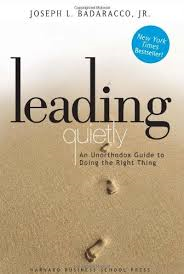 JOSEPH L. BADARACCO, JR.
New York
Times
Bestseller!
leading
quietly
An Unorthodox Guide to
Doing the Right Thing
HARVARD BUSINESS SCHOOL PRESS